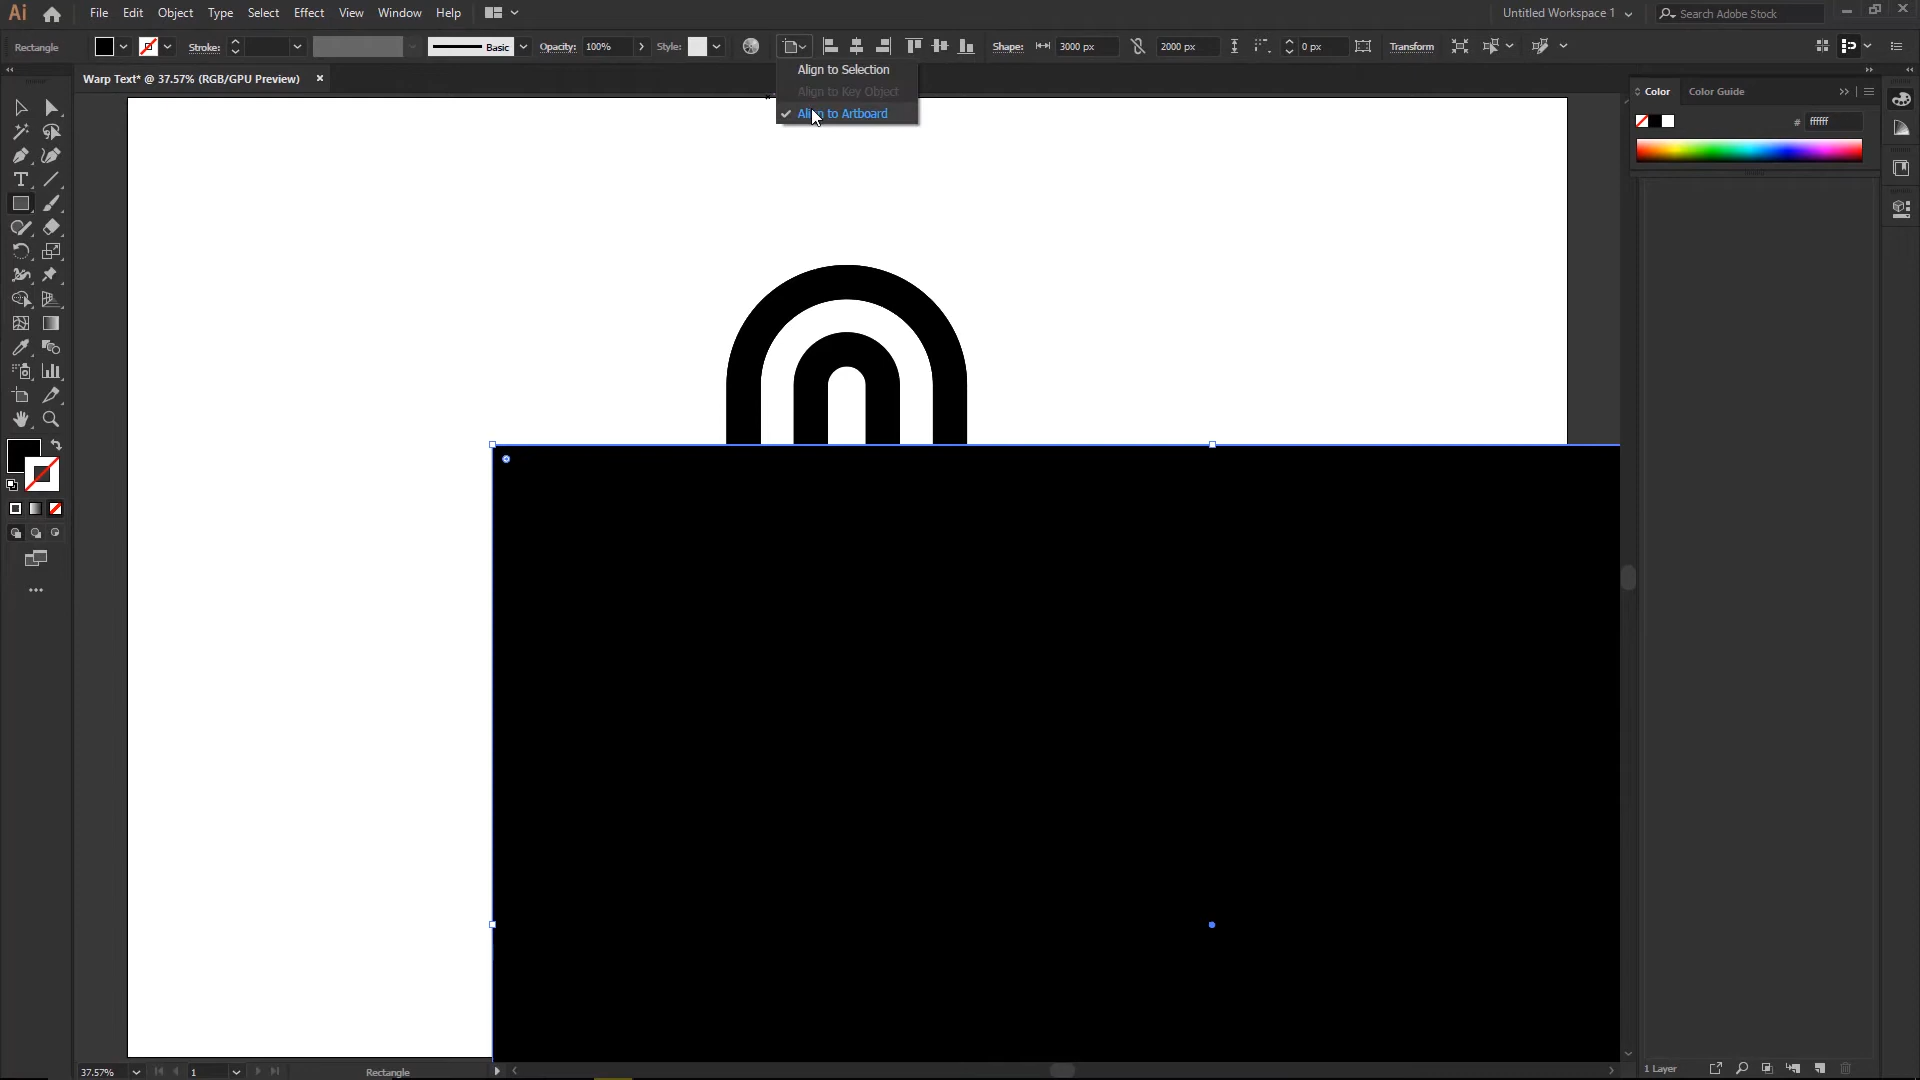 Ai File Edit Object Type Select Effect View Window Help Untitled Workspace 1 Search Adobe Stock
Rectangle Stroke: Basic Opacity: 100% Style: Shape: 3000 px 2000 px 0 px Transform
Warp Text* @ 37.57% (RGB/GPU Preview)
Align to Selection
Align to Key Object
Align to Artboard
Color Color Guide
# ffffff
37.57% 1 Rectangle 1 Layer